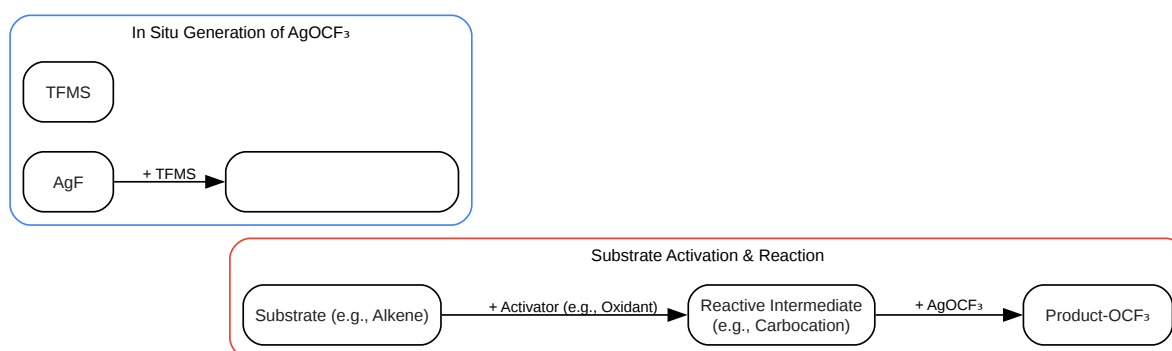 In Situ Generation of AgOCF₃
TFMS
AgF
+ TFMS
Substrate Activation & Reaction
Substrate (e.g., Alkene)
+ Activator (e.g., Oxidant)
Reactive Intermediate
(e.g., Carbocation)
+ AgOCF₃
Product-OCF₃